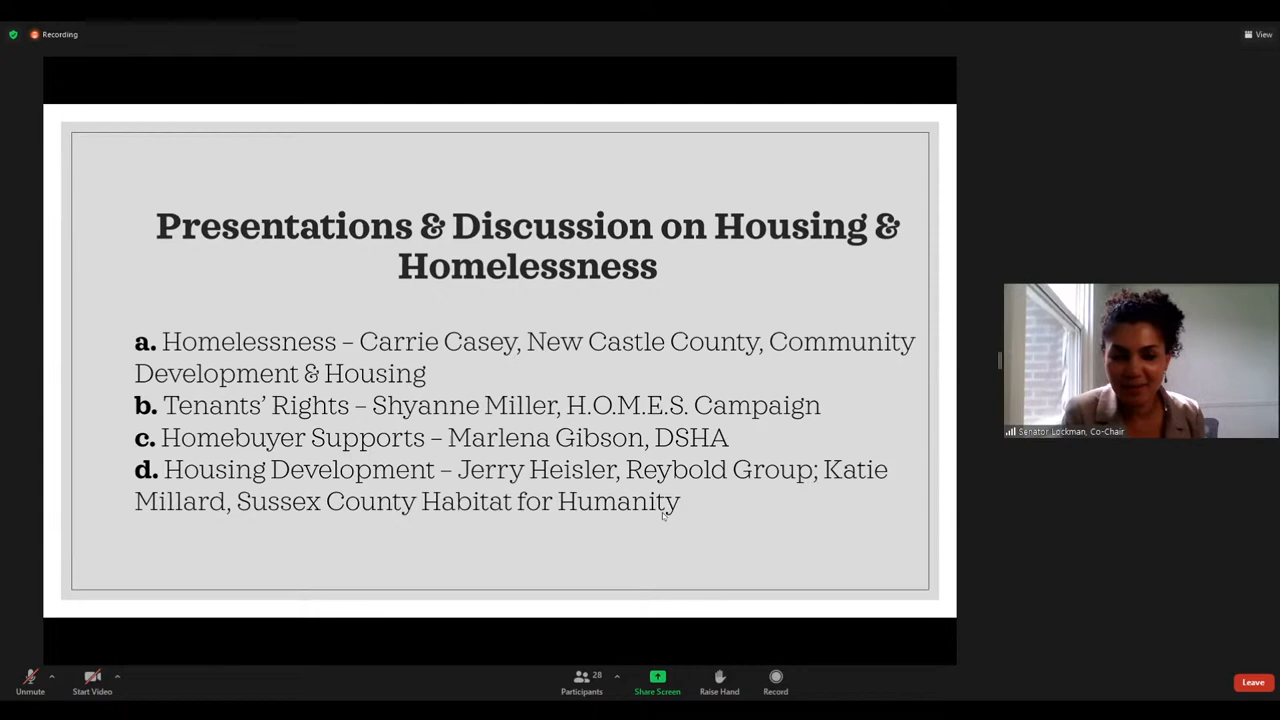 Recording
View
Presentations & Discussion on Housing &
Homelessness
a. Homelessness – Carrie Casey, New Castle County, Community
Development & Housing
b. Tenants’ Rights – Shyanne Miller, H.O.M.E.S. Campaign
c. Homebuyer Supports – Marlena Gibson, DSHA
d. Housing Development – Jerry Heisler, Reybold Group; Katie
Millard, Sussex County Habitat for Humanity
Senator Lockman, Co-Chair
Unmute
Start Video
28
Participants
Share Screen
Raise Hand
Record
Leave